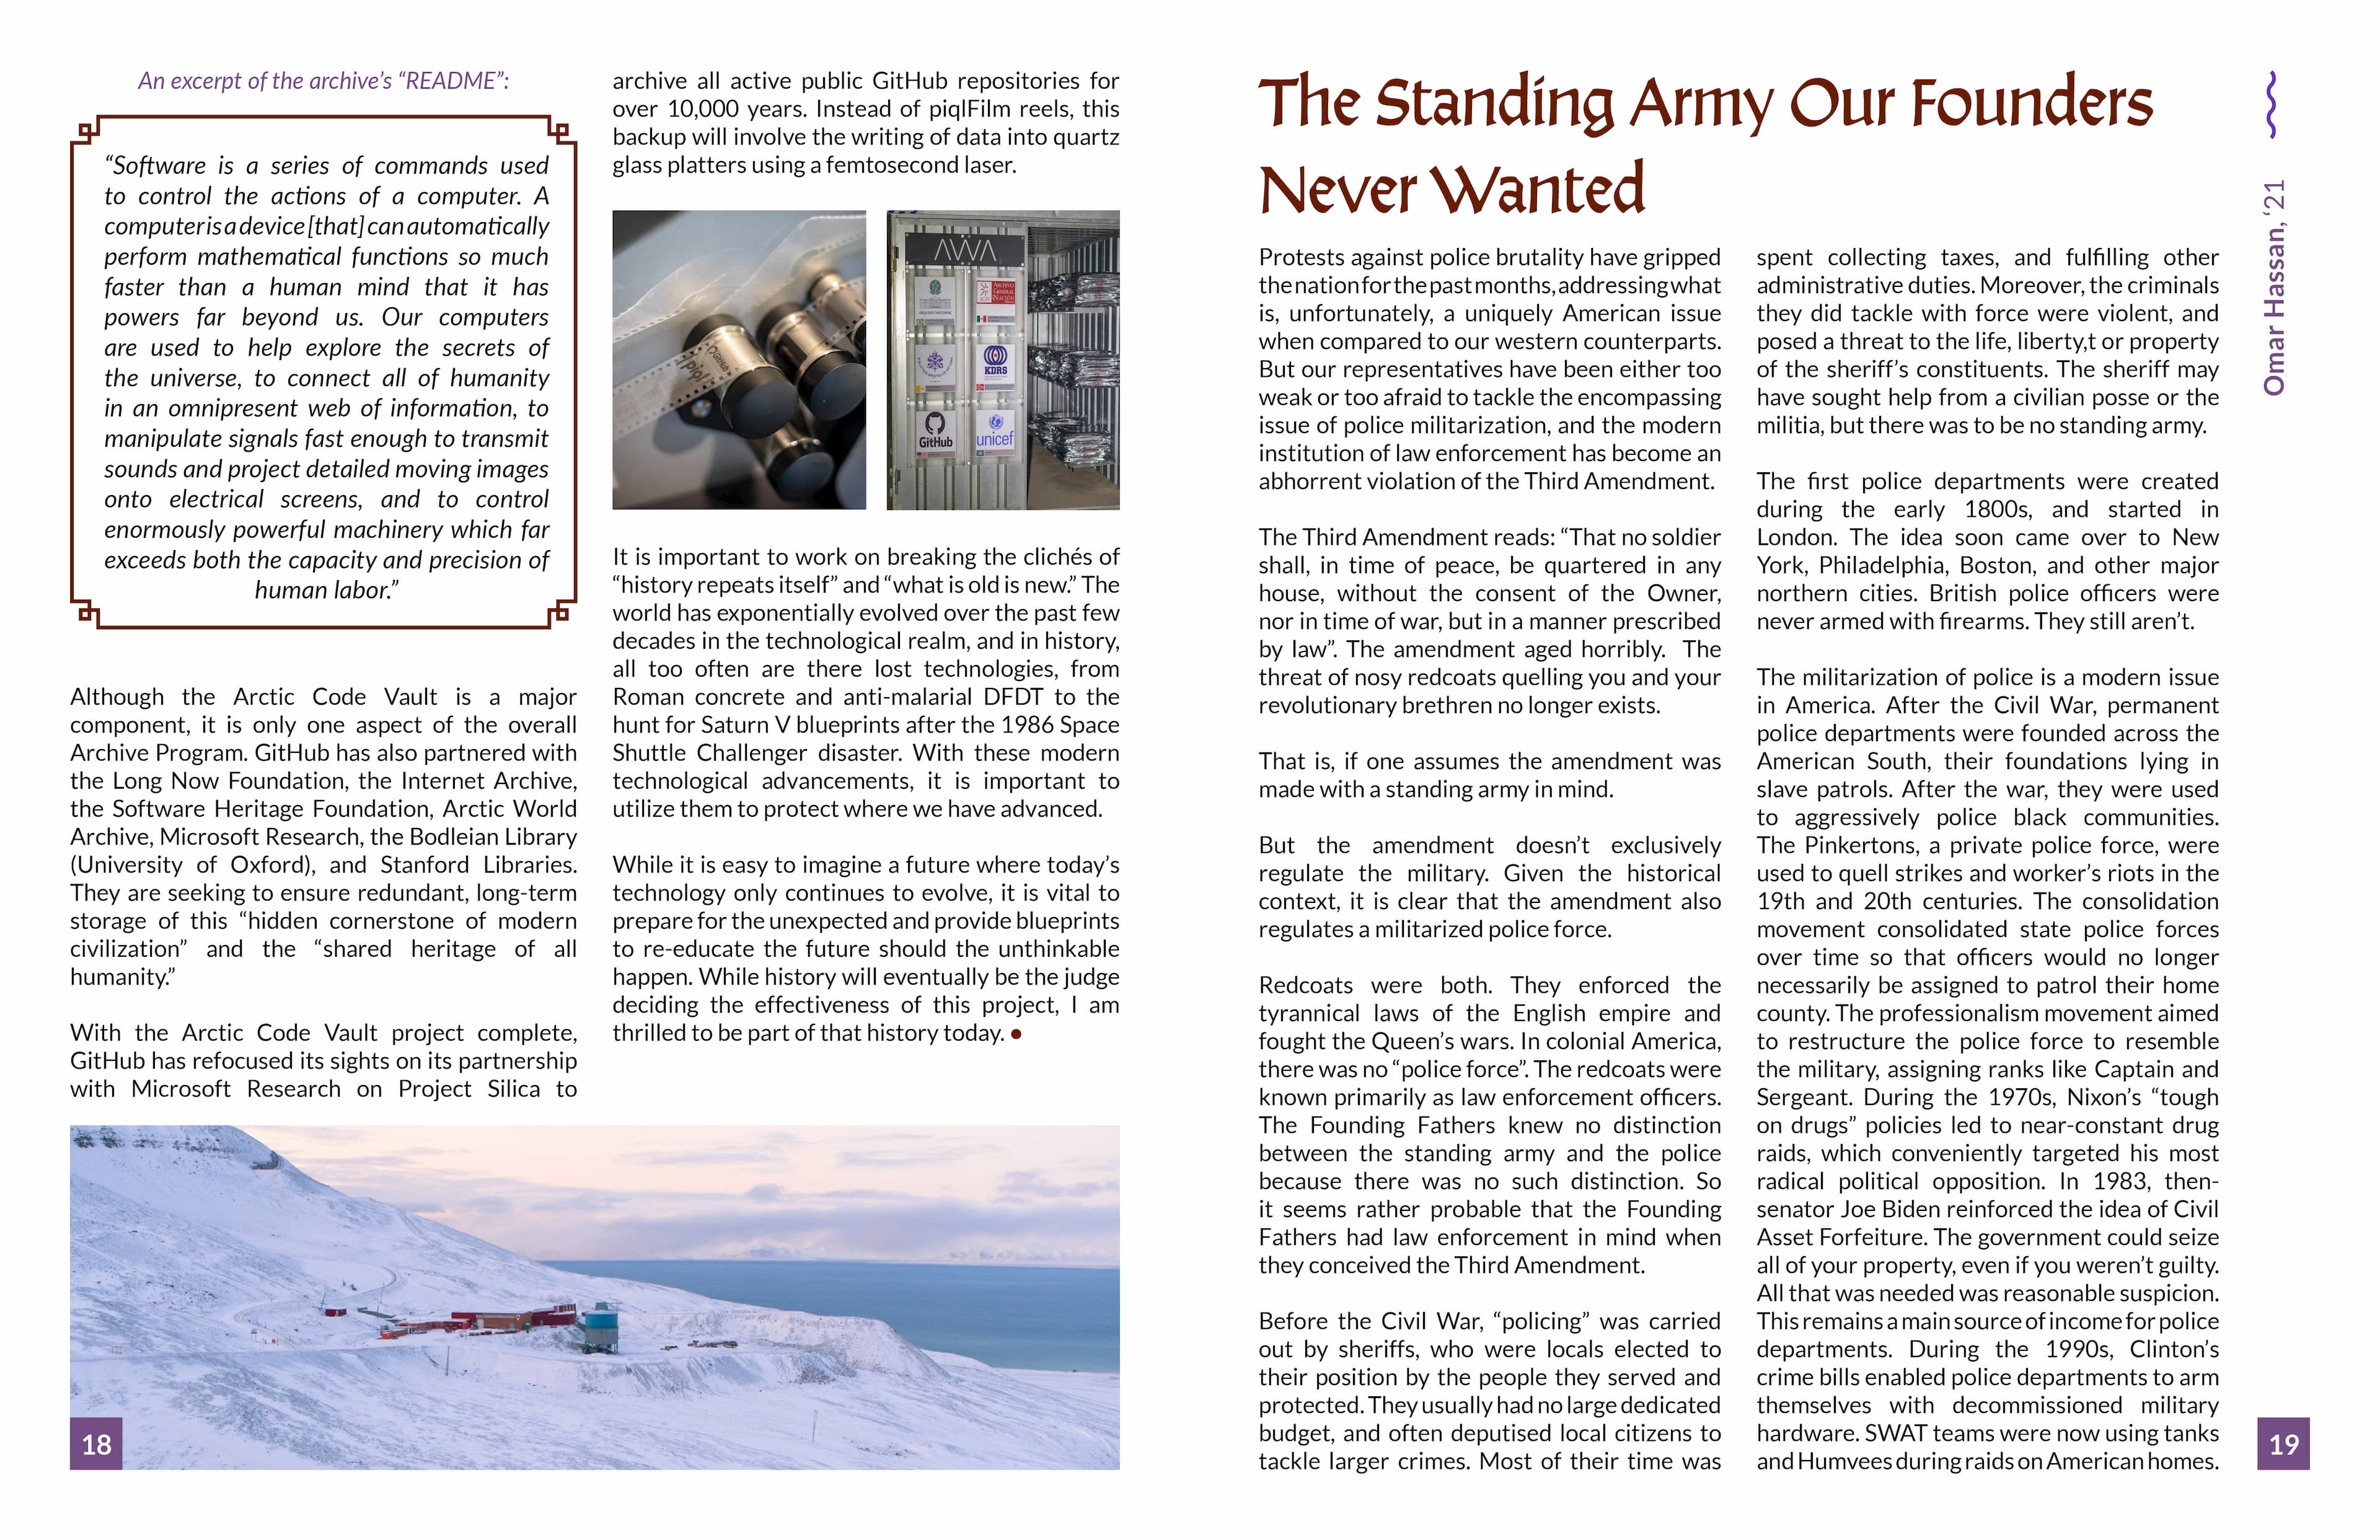 An excerpt of the archive’s “README”:
“Software is a series of commands used
to control the actions of a computer. A
computer is a device [that] can automatically
perform mathematical functions so much
faster than a human mind that it has
powers far beyond us. Our computers
are used to help explore the secrets of
the universe, to connect all of humanity
in an omnipresent web of information, to
manipulate signals fast enough to transmit
sounds and project detailed moving images
onto electrical screens, and to control
enormously powerful machinery which far
exceeds both the capacity and precision of
human labor.”
Although the Arctic Code Vault is a major
component, it is only one aspect of the overall
Archive Program. GitHub has also partnered with
the Long Now Foundation, the Internet Archive,
the Software Heritage Foundation, Arctic World
Archive, Microsoft Research, the Bodleian Library
(University of Oxford), and Stanford Libraries.
They are seeking to ensure redundant, long-term
storage of this “hidden cornerstone of modern
civilization” and the “shared heritage of all
humanity.”
With the Arctic Code Vault project complete,
GitHub has refocused its sights on its partnership
with Microsoft Research on Project Silica to
archive all active public GitHub repositories for
over 10,000 years. Instead of piqlFilm reels, this
backup will involve the writing of data into quartz
glass platters using a femtosecond laser.
GitHub
piql
AWA
ARCHIVO
GENERAL
NACION
KDRS
GitHub
unicef
It is important to work on breaking the clichés of
“history repeats itself” and “what is old is new.” The
world has exponentially evolved over the past few
decades in the technological realm, and in history,
all too often are there lost technologies, from
Roman concrete and anti-malarial DFDT to the
hunt for Saturn V blueprints after the 1986 Space
Shuttle Challenger disaster. With these modern
technological advancements, it is important to
utilize them to protect where we have advanced.
While it is easy to imagine a future where today’s
technology only continues to evolve, it is vital to
prepare for the unexpected and provide blueprints
to re-educate the future should the unthinkable
happen. While history will eventually be the judge
deciding the effectiveness of this project, I am
thrilled to be part of that history today. •
18
The Standing Army Our Founders
Never Wanted
Omar Hassan, ‘21
Protests against police brutality have gripped
the nation for the past months, addressing what
is, unfortunately, a uniquely American issue
when compared to our western counterparts.
But our representatives have been either too
weak or too afraid to tackle the encompassing
issue of police militarization, and the modern
institution of law enforcement has become an
abhorrent violation of the Third Amendment.
The Third Amendment reads: “That no soldier
shall, in time of peace, be quartered in any
house, without the consent of the Owner,
nor in time of war, but in a manner prescribed
by law”. The amendment aged horribly. The
threat of nosy redcoats quelling you and your
revolutionary brethren no longer exists.
That is, if one assumes the amendment was
made with a standing army in mind.
But the amendment doesn’t exclusively
regulate the military. Given the historical
context, it is clear that the amendment also
regulates a militarized police force.
Redcoats were both. They enforced the
tyrannical laws of the English empire and
fought the Queen’s wars. In colonial America,
there was no “police force”. The redcoats were
known primarily as law enforcement officers.
The Founding Fathers knew no distinction
between the standing army and the police
because there was no such distinction. So
it seems rather probable that the Founding
Fathers had law enforcement in mind when
they conceived the Third Amendment.
Before the Civil War, “policing” was carried
out by sheriffs, who were locals elected to
their position by the people they served and
protected. They usually had no large dedicated
budget, and often deputised local citizens to
tackle larger crimes. Most of their time was
spent collecting taxes, and fulfilling other
administrative duties. Moreover, the criminals
they did tackle with force were violent, and
posed a threat to the life, liberty,t or property
of the sheriff’s constituents. The sheriff may
have sought help from a civilian posse or the
militia, but there was to be no standing army.
The first police departments were created
during the early 1800s, and started in
London. The idea soon came over to New
York, Philadelphia, Boston, and other major
northern cities. British police officers were
never armed with firearms. They still aren’t.
The militarization of police is a modern issue
in America. After the Civil War, permanent
police departments were founded across the
American South, their foundations lying in
slave patrols. After the war, they were used
to aggressively police black communities.
The Pinkertons, a private police force, were
used to quell strikes and worker’s riots in the
19th and 20th centuries. The consolidation
movement consolidated state police forces
over time so that officers would no longer
necessarily be assigned to patrol their home
county. The professionalism movement aimed
to restructure the police force to resemble
the military, assigning ranks like Captain and
Sergeant. During the 1970s, Nixon’s “tough
on drugs” policies led to near-constant drug
raids, which conveniently targeted his most
radical political opposition. In 1983, then-
senator Joe Biden reinforced the idea of Civil
Asset Forfeiture. The government could seize
all of your property, even if you weren’t guilty.
All that was needed was reasonable suspicion.
This remains a main source of income for police
departments. During the 1990s, Clinton’s
crime bills enabled police departments to arm
themselves with decommissioned military
hardware. SWAT teams were now using tanks
and Humvees during raids on American homes.
19